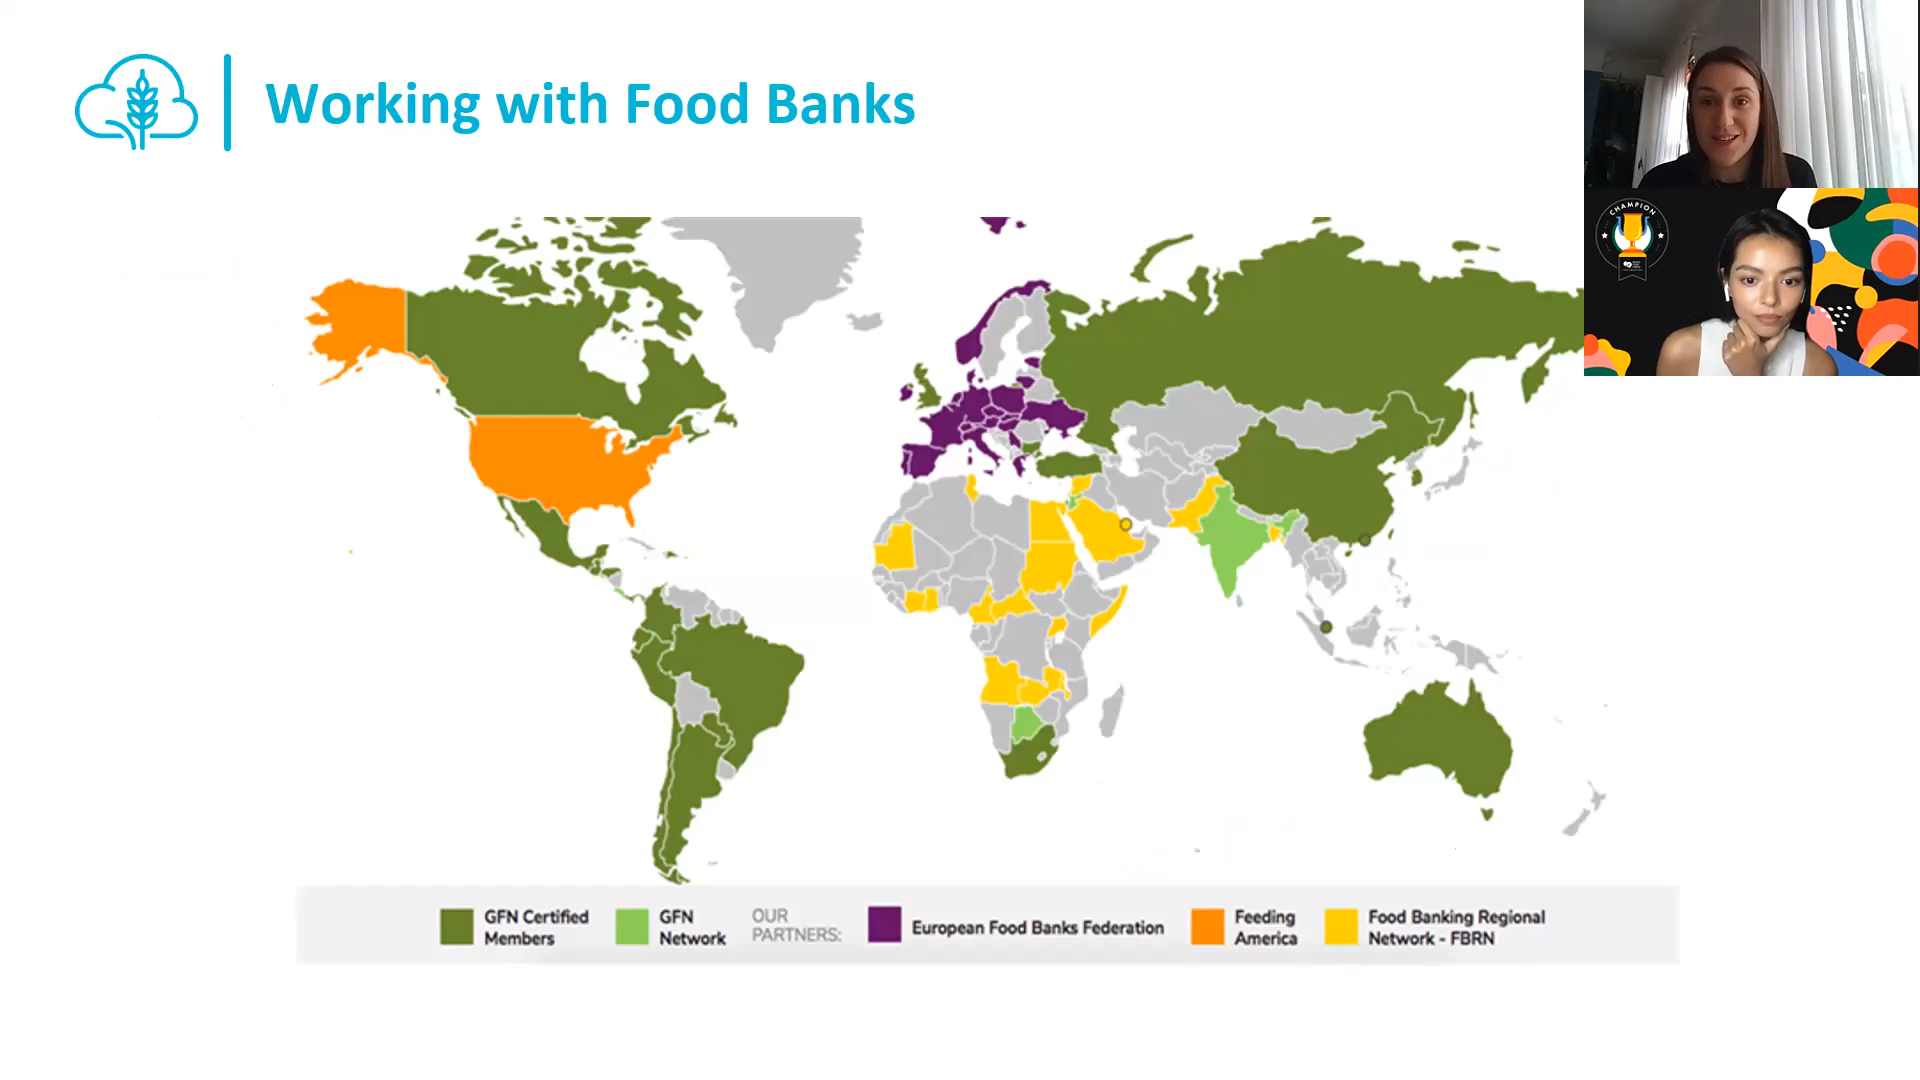 Working with Food Banks
CHAMPION
GFN Certified
Members
GFN
Network
OUR
PARTNERS:
European Food Banks Federation
Feeding
America
Food Banking Regional
Network - FBRN